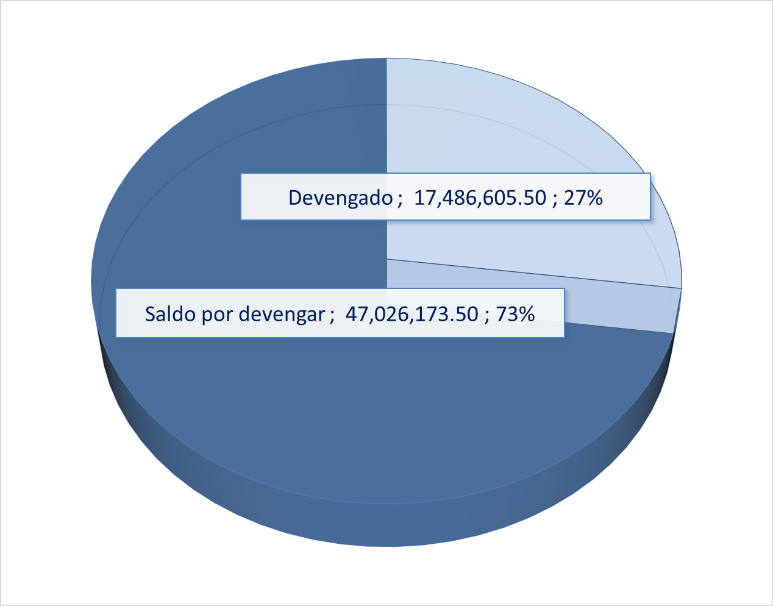 Devengado ;  17,486,605.50 ; 27%
Saldo por devengar ;  47,026,173.50 ; 73%